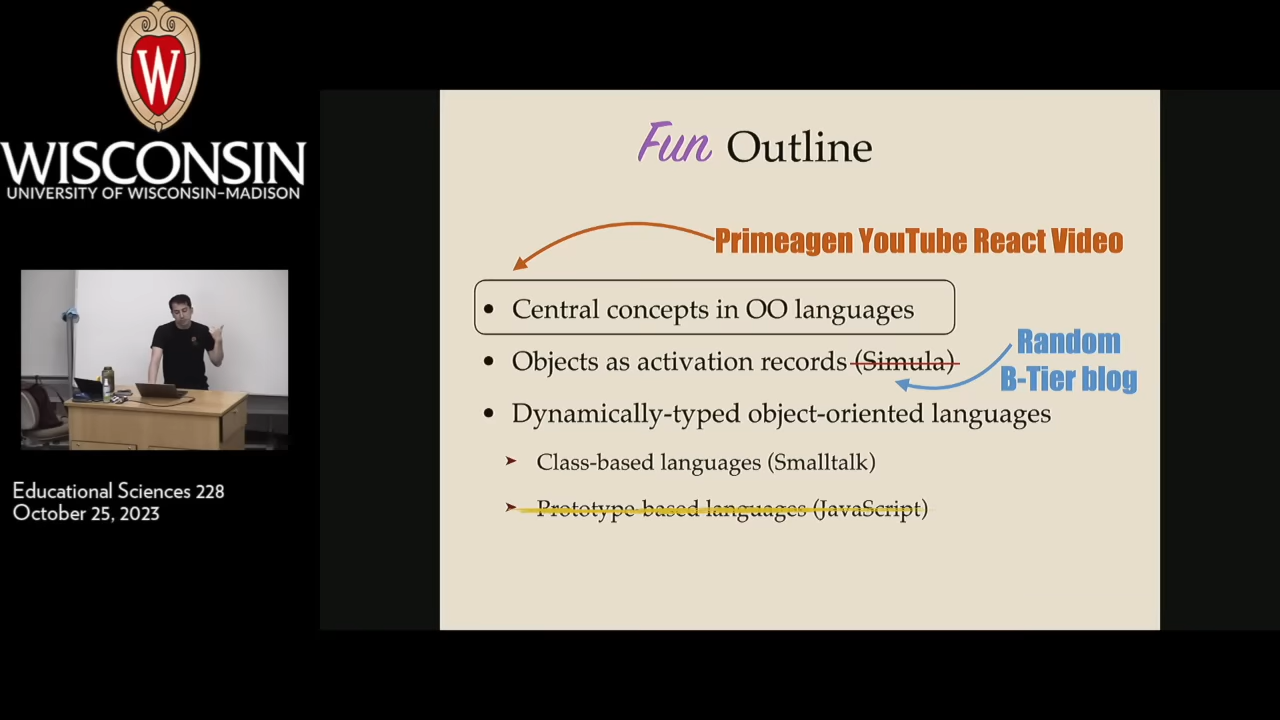 W
WISCONSIN
UNIVERSITY OF WISCONSIN–MADISON
Educational Sciences 228
October 25, 2023
Fun Outline
Primeagen YouTube React Video
• Central concepts in OO languages
• Objects as activation records (Simula)
Random
B-Tier blog
• Dynamically-typed object-oriented languages
➤ Class-based languages (Smalltalk)
➤ Prototype-based languages (JavaScript)